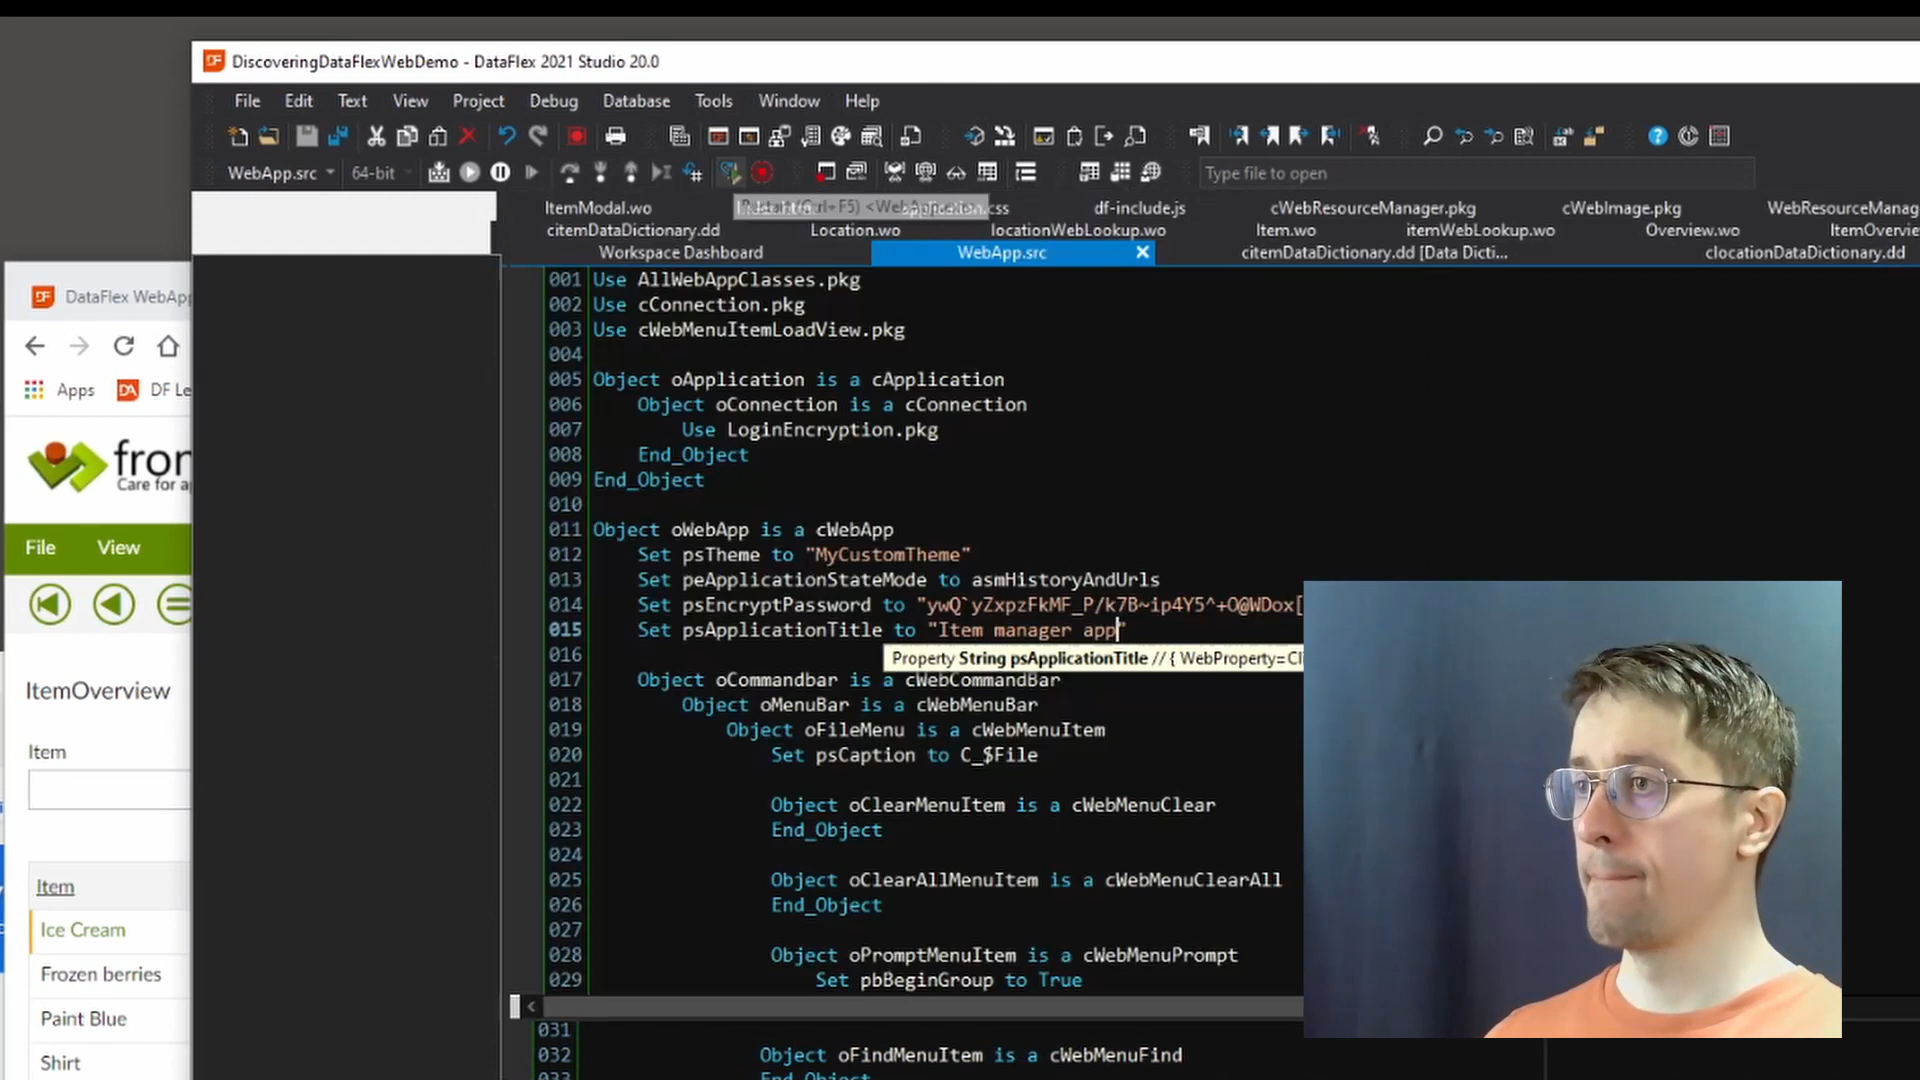 DiscoveringDataFlexWebDemo - DataFlex 2021 Studio 20.0
File Edit Text View Project Debug Database Tools Window Help
WebApp.src 64-bit Type file to open
ItemModal.wo df-include.js cWebResourceManager.pkg cWebImage.pkg WebResourceManag
citemDataDictionary.dd Location.wo locationWebLookup.wo Item.wo itemWebLookup.wo Overview.wo ItemOvervie
Workspace Dashboard WebApp.src citemDataDictionary.dd [Data Dicti... clocationDataDictionary.dd
001 Use AllWebAppClasses.pkg
002 Use cConnection.pkg
003 Use cWebMenuItemLoadView.pkg
004
005 Object oApplication is a cApplication
006 Object oConnection is a cConnection
007 Use LoginEncryption.pkg
008 End_Object
009 End_Object
010
011 Object oWebApp is a cWebApp
012 Set psTheme to "MyCustomTheme"
013 Set peApplicationStateMode to asmHistoryAndUrls
014 Set psEncryptPassword to "ywQ`yZxpzFkMF_P/k7B~ip4Y5^+O@WDox[
015 Set psApplicationTitle to "Item manager app"
016 Property String psApplicationTitle // { WebProperty=Cli
017 Object oCommandbar is a cWebCommandBar
018 Object oMenuBar is a cWebMenuBar
019 Object oFileMenu is a cWebMenuItem
020 Set psCaption to C_$File
021
022 Object oClearMenuItem is a cWebMenuClear
023 End_Object
024
025 Object oClearAllMenuItem is a cWebMenuClearAll
026 End_Object
027
028 Object oPromptMenuItem is a cWebMenuPrompt
029 Set pbBeginGroup to True
031
032 Object oFindMenuItem is a cWebMenuFind
033 End_Object
DataFlex WebApp
Apps DF Le
fron
Care for a
File View
ItemOverview
Item
Item
Ice Cream
Frozen berries
Paint Blue
Shirt